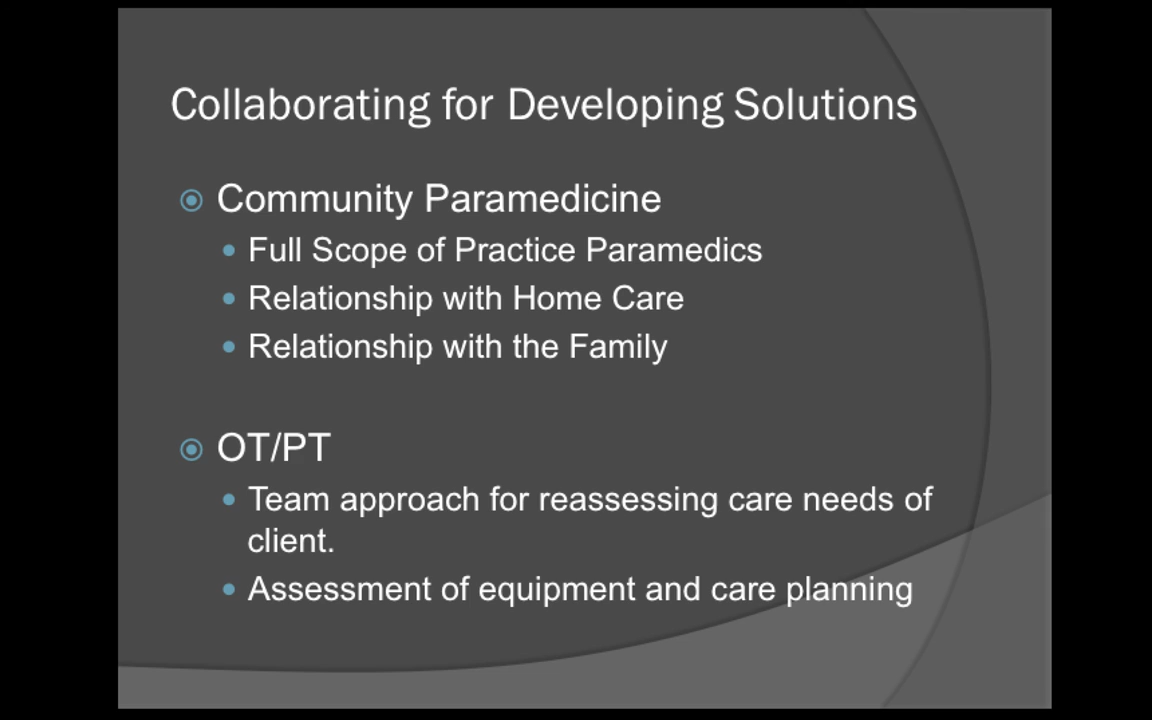 Collaborating for Developing Solutions
Community Paramedicine
Full Scope of Practice Paramedics
Relationship with Home Care
Relationship with the Family
OT/PT
Team approach for reassessing care needs of
client.
Assessment of equipment and care planning